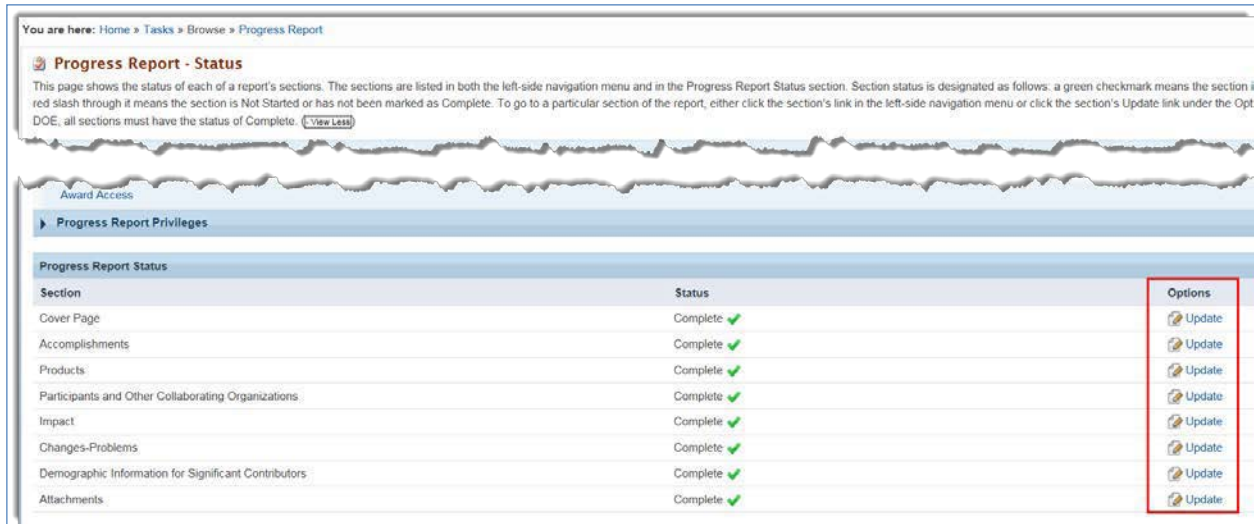 You are here: Home » Tasks » Browse » Progress Report
Progress Report - Status
This page shows the status of each of a report's sections. The sections are listed in both the left-side navigation menu and in the Progress Report Status section. Section status is designated as follows: a green checkmark means the section
red slash through it means the section is Not Started or has not been marked as Complete. To go to a particular section of the report, either click the section's link in the left-side navigation menu or click the section's Update link under the
DOE, all sections must have the status of Complete. (- View Less)
Award Access
Progress Report Privileges
Progress Report Status
Section Status Options
Cover Page Complete Update
Accomplishments Complete Update
Products Complete Update
Participants and Other Collaborating Organizations Complete Update
Impact Complete Update
Changes-Problems Complete Update
Demographic Information for Significant Contributors Complete Update
Attachments Complete Update